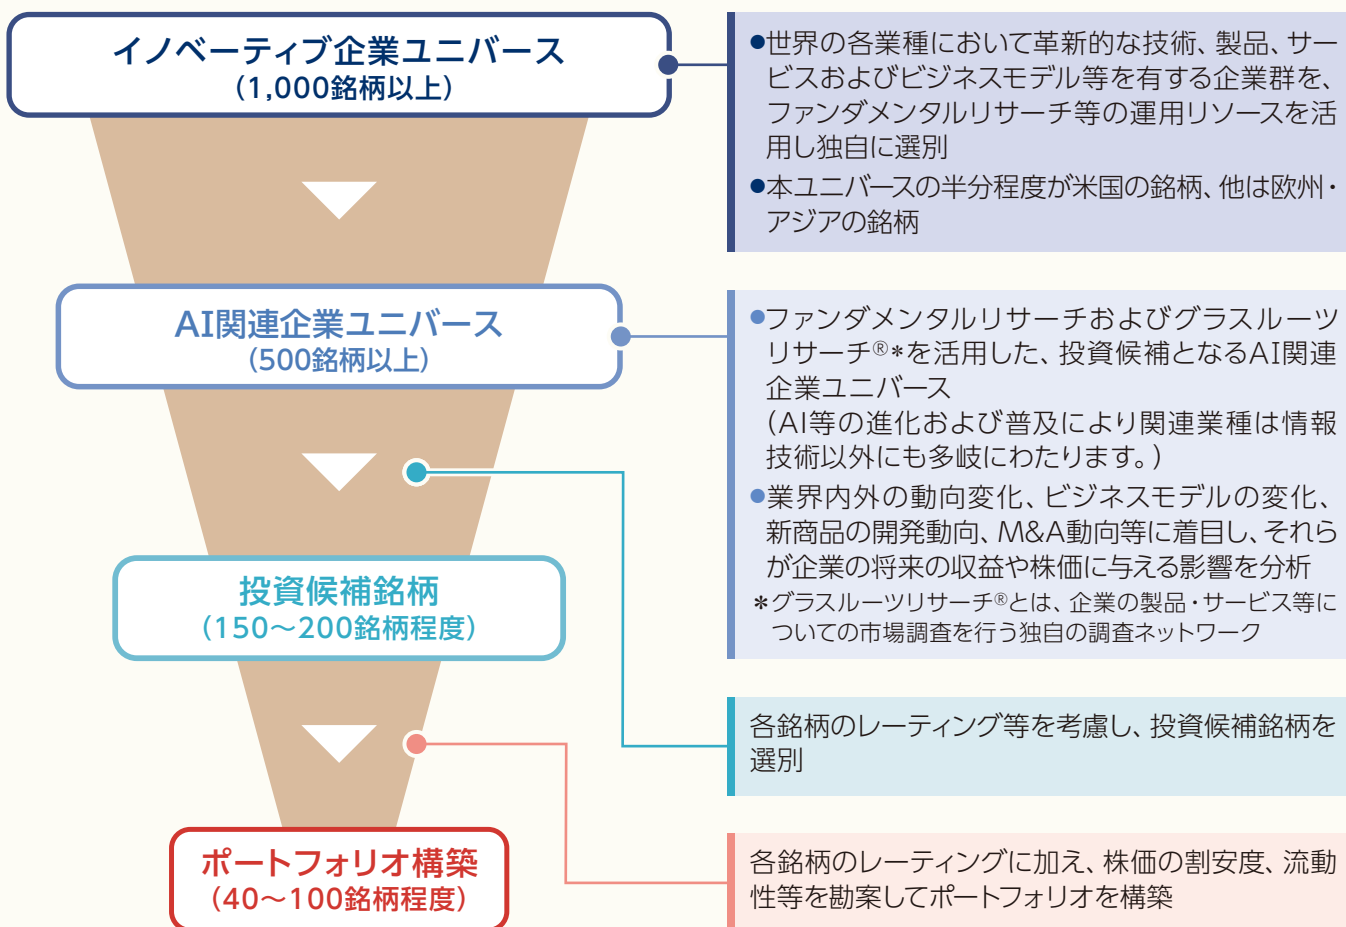 イノベーティブ企業ユニバース
(1,000銘柄以上)
●世界の各業種において革新的な技術、製品、サー
ビスおよびビジネスモデル等を有する企業群を、
ファンダメンタルリサーチ等の運用リソースを活
用し独自に選別
●本ユニバースの半分程度が米国の銘柄、他は欧州・
アジアの銘柄
AI関連企業ユニバース
(500銘柄以上)
●ファンダメンタルリサーチおよびグラスルーツ
リサーチ®*を活用した、投資候補となるAI関連
企業ユニバース
(AI等の進化および普及により関連業種は情報
技術以外にも多岐にわたります。)
●業界内外の動向変化、ビジネスモデルの変化、
新商品の開発動向、M&A動向等に着目し、それら
が企業の将来の収益や株価に与える影響を分析
*グラスルーツリサーチ®とは、企業の製品・サービス等に
ついての市場調査を行う独自の調査ネットワーク
投資候補銘柄
(150〜200銘柄程度)
各銘柄のレーティング等を考慮し、投資候補銘柄を
選別
ポートフォリオ構築
(40〜100銘柄程度)
各銘柄のレーティングに加え、株価の割安度、流動
性等を勘案してポートフォリオを構築